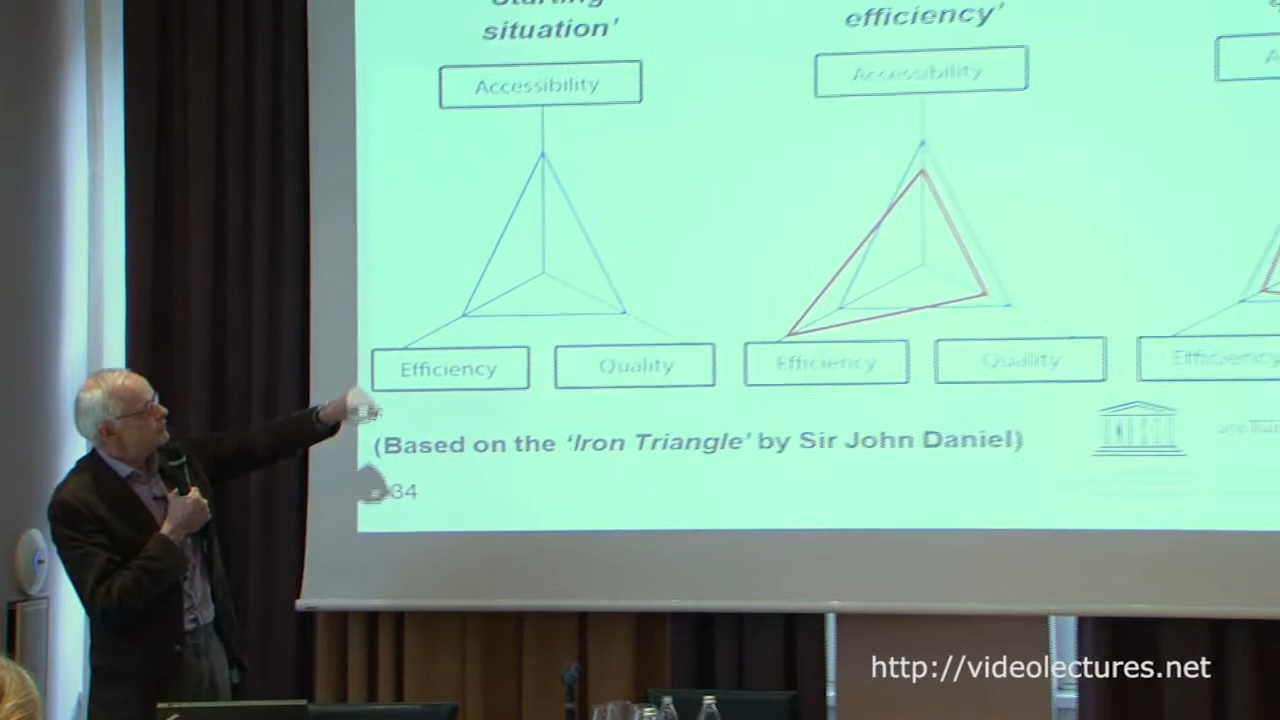 situation’
efficiency’
Accessibility
Accessibility
Efficiency
Quality
Efficiency
Quality
Efficiency
(Based on the ‘Iron Triangle’ by Sir John Daniel)
34
http://videolectures.net